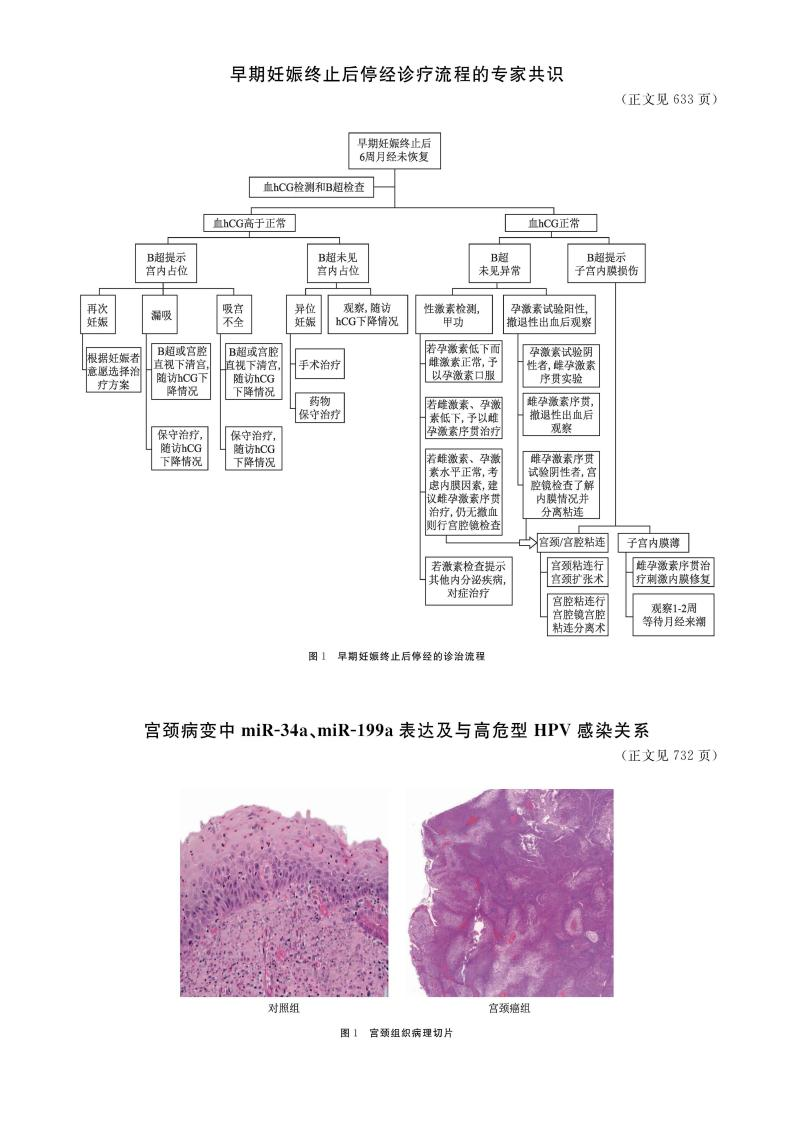 早期妊娠终止后停经诊疗流程的专家共识
（正文见 633 页）
早期妊娠终止后
6周月经未恢复
血hCG检测和B超检查
血hCG高于正常
血hCG正常
B超提示
宫内占位
B超未见
宫内占位
B超
未见异常
B超提示
子宫内膜损伤
再次
妊娠
漏吸
吸宫
不全
异位
妊娠
观察，随访
hCG下降情况
性激素检测，
甲功
孕激素试验阳性，
撤退性出血后观察
根据妊娠者
意愿选择治
疗方案
B超或宫腔
直视下清宫，
随访hCG下
降情况
B超或宫腔
直视下清宫，
随访hCG
下降情况
手术治疗
药物
保守治疗
保守治疗，
随访hCG
下降情况
保守治疗，
随访hCG
下降情况
若孕激素低下而
雌激素正常，予
以孕激素口服
若雌激素、孕激
素低下，予以雌
孕激素序贯治疗
若雌激素、孕激
素水平正常，考
虑内膜因素，建
议雌孕激素序贯
治疗，仍无撤血
则行宫腔镜检查
若激素检查提示
其他内分泌疾病，
对症治疗
孕激素试验阴
性者，雌孕激素
序贯实验
雌孕激素序贯，
撤退性出血后
观察
雌孕激素序贯
试验阴性者，宫
腔镜检查了解
内膜情况并
分离粘连
宫颈/宫腔粘连
宫颈粘连行
宫颈扩张术
宫腔粘连行
宫腔镜宫腔
粘连分离术
子宫内膜薄
雌孕激素序贯治
疗刺激内膜修复
观察1-2周
等待月经来潮
图 1　早期妊娠终止后停经的诊治流程
宫颈病变中 miR-34a、miR-199a 表达及与高危型 HPV 感染关系
（正文见 732 页）
对照组
宫颈癌组
图 1　宫颈组织病理切片